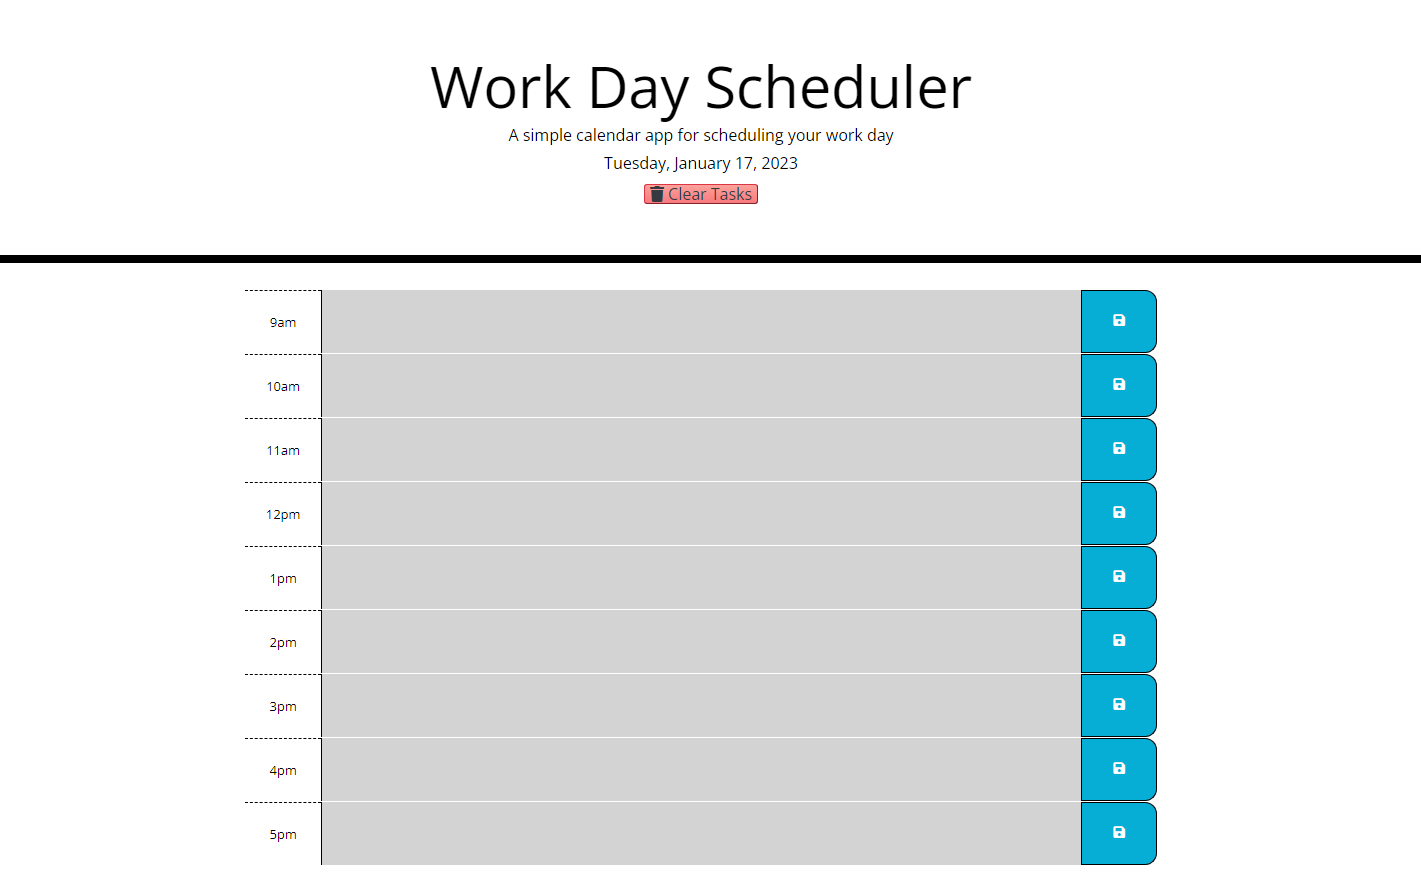 Work Day Scheduler
A simple calendar app for scheduling your work day
Tuesday, January 17, 2023
Clear Tasks
9am
10am
11am
12pm
1pm
2pm
3pm
4pm
5pm